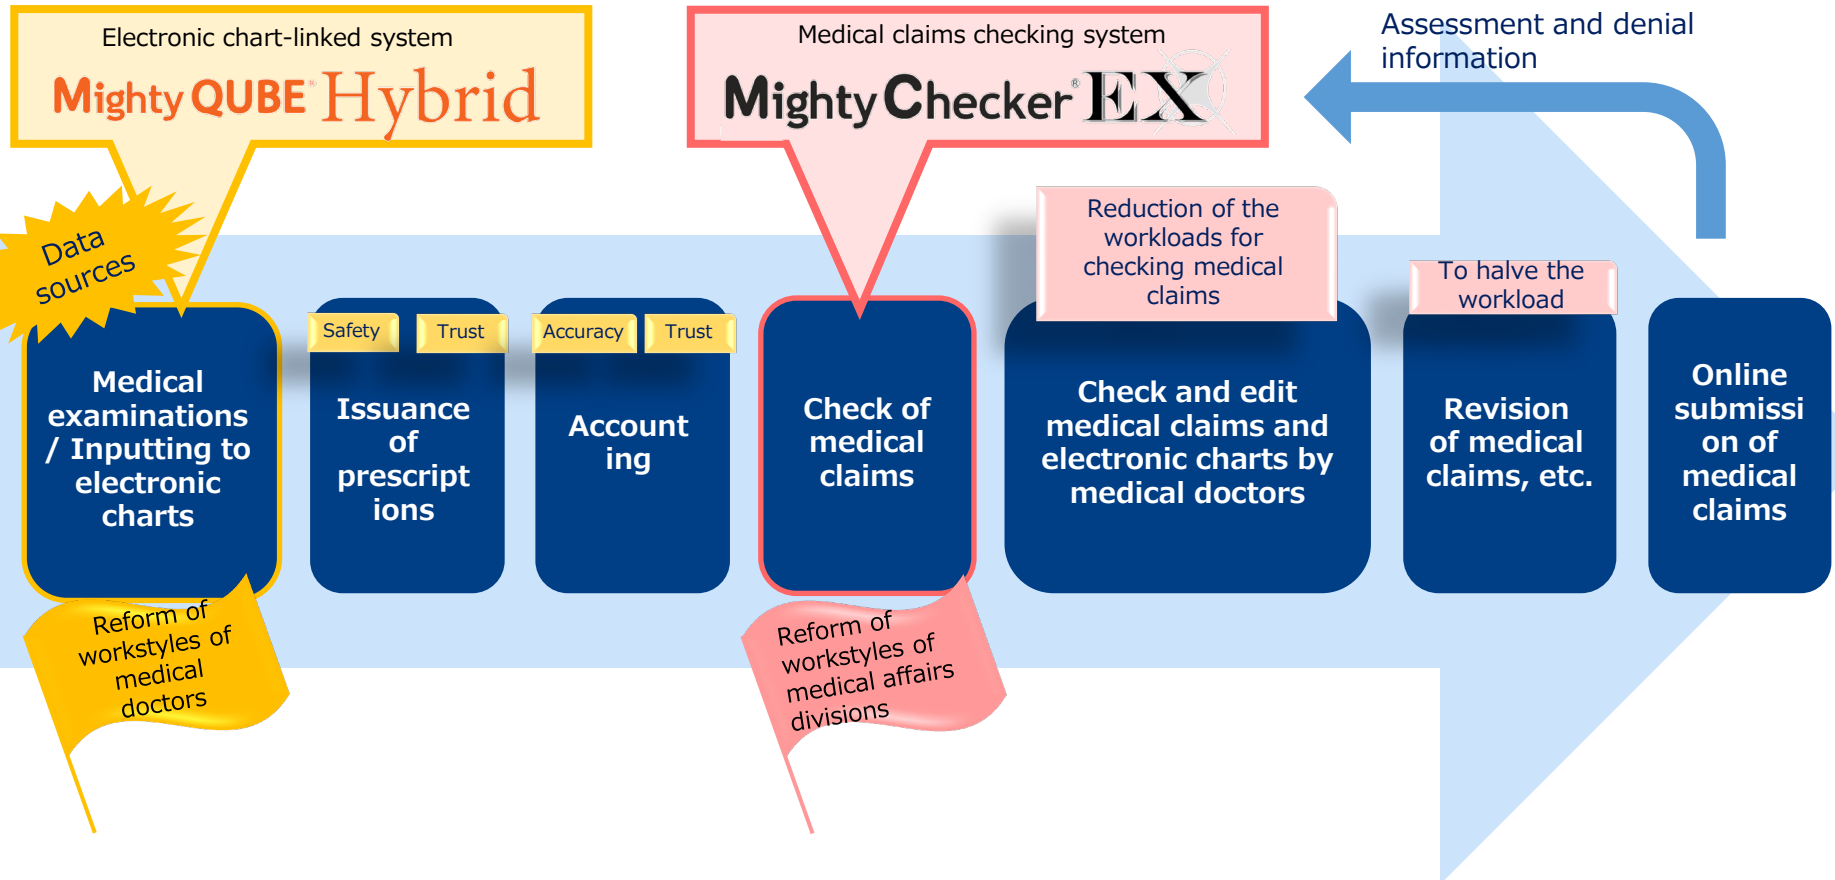 Electronic chart-linked system
Mighty QUBE® Hybrid
Medical claims checking system
Mighty Checker® EX
Assessment and denial
information
Data
sources
Reduction of the
workloads for
checking medical
claims
To halve the
workload
Safety
Trust
Accuracy
Trust
Medical
examinations
/ Inputting to
electronic
charts
Issuance
of
prescript
ions
Account
ing
Check of
medical
claims
Check and edit
medical claims and
electronic charts by
medical doctors
Revision
of medical
claims, etc.
Online
submissi
on of
medical
claims
Reform of
workstyles of
medical
doctors
Reform of
workstyles of
medical affairs
divisions